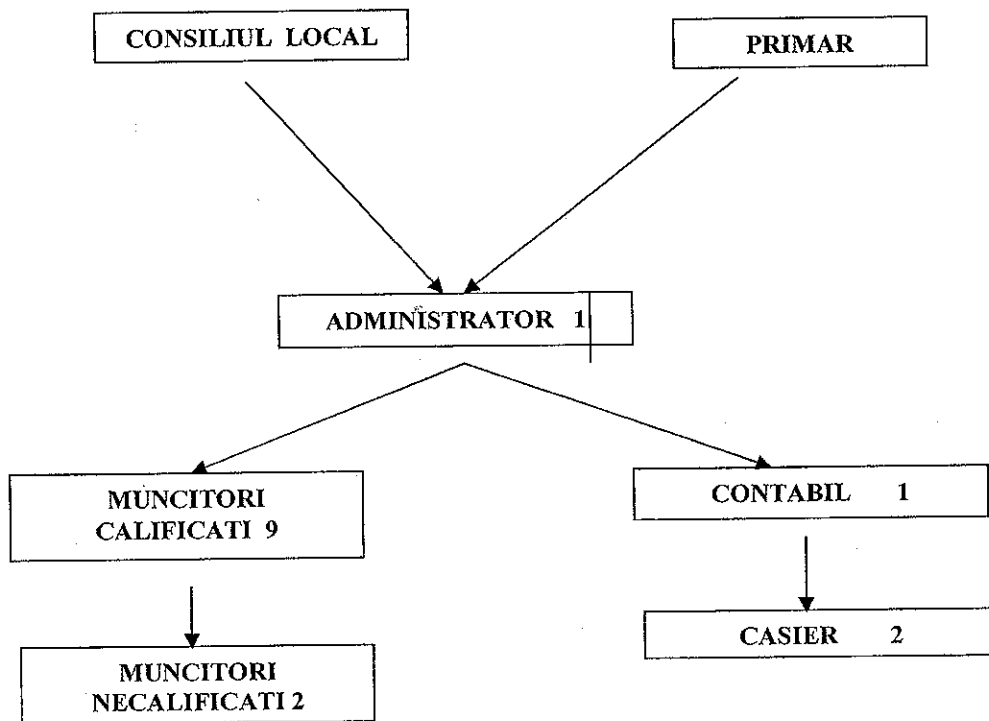 CONSILIUL LOCAL
PRIMAR
ADMINISTRATOR 1
MUNCITORI
CALIFICATI 9
CONTABIL 1
MUNCITORI
NECALIFICATI 2
CASIER 2